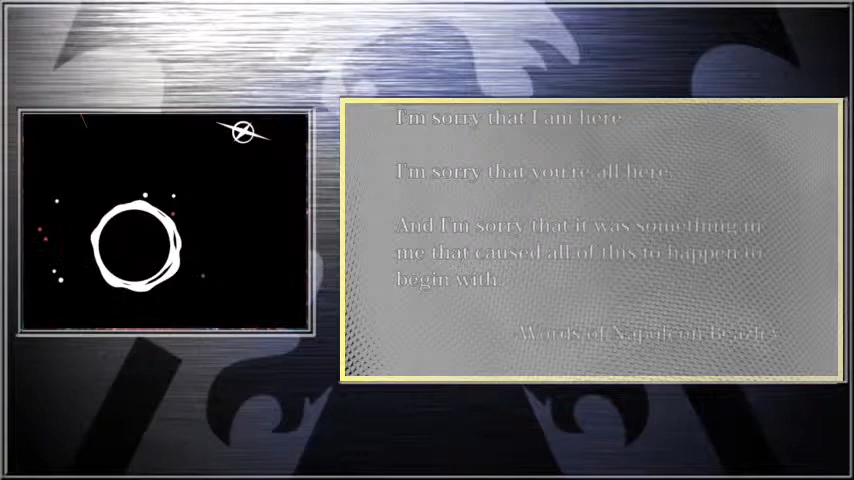 I'm sorry that I am here
I'm sorry that you're all here.
And I'm sorry that it was something in
me that caused all of this to happen to
begin with.
-Words of Napoleon Beazley